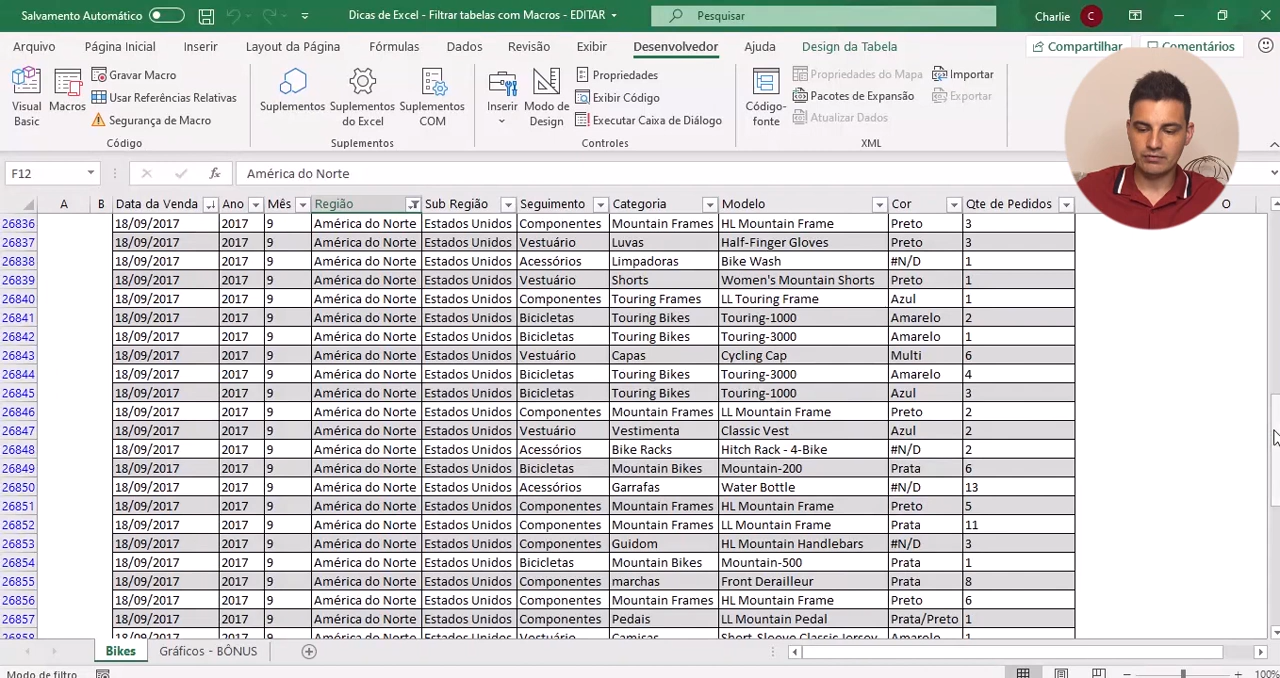 Salvamento Automático Dicas de Excel - Filtrar tabelas com Macros - EDITAR Pesquisar Charlie C
Arquivo Página Inicial Inserir Layout da Página Fórmulas Dados Revisão Exibir Desenvolvedor Ajuda Design da Tabela Compartilhar Comentários
Visual Basic
Macros
Gravar Macro
Usar Referências Relativas
Segurança de Macro
Código
Suplementos
Suplementos do Excel
Suplementos COM
Suplementos
Inserir
Modo de Design
Propriedades
Exibir Código
Executar Caixa de Diálogo
Controles
Código-fonte
Propriedades do Mapa
Pacotes de Expansão
Atualizar Dados
Importar
Exportar
XML
F12 fx América do Norte
A B Data da Venda Ano Mês Região Sub Região Seguimento Categoria Modelo Cor Qte de Pedidos O
26836 18/09/2017 2017 9 América do Norte Estados Unidos Componentes Mountain Frames HL Mountain Frame Preto 3
26837 18/09/2017 2017 9 América do Norte Estados Unidos Vestuário Luvas Half-Finger Gloves Preto 3
26838 18/09/2017 2017 9 América do Norte Estados Unidos Acessórios Limpadoras Bike Wash #N/D 1
26839 18/09/2017 2017 9 América do Norte Estados Unidos Vestuário Shorts Women's Mountain Shorts Preto 1
26840 18/09/2017 2017 9 América do Norte Estados Unidos Componentes Touring Frames LL Touring Frame Azul 1
26841 18/09/2017 2017 9 América do Norte Estados Unidos Bicicletas Touring Bikes Touring-1000 Amarelo 2
26842 18/09/2017 2017 9 América do Norte Estados Unidos Bicicletas Touring Bikes Touring-3000 Amarelo 1
26843 18/09/2017 2017 9 América do Norte Estados Unidos Vestuário Capas Cycling Cap Multi 6
26844 18/09/2017 2017 9 América do Norte Estados Unidos Bicicletas Touring Bikes Touring-3000 Amarelo 4
26845 18/09/2017 2017 9 América do Norte Estados Unidos Bicicletas Touring Bikes Touring-1000 Azul 3
26846 18/09/2017 2017 9 América do Norte Estados Unidos Componentes Mountain Frames LL Mountain Frame Preto 2
26847 18/09/2017 2017 9 América do Norte Estados Unidos Vestuário Vestimenta Classic Vest Azul 2
26848 18/09/2017 2017 9 América do Norte Estados Unidos Acessórios Bike Racks Hitch Rack - 4-Bike #N/D 2
26849 18/09/2017 2017 9 América do Norte Estados Unidos Bicicletas Mountain Bikes Mountain-200 Prata 6
26850 18/09/2017 2017 9 América do Norte Estados Unidos Acessórios Garrafas Water Bottle #N/D 13
26851 18/09/2017 2017 9 América do Norte Estados Unidos Componentes Mountain Frames HL Mountain Frame Preto 5
26852 18/09/2017 2017 9 América do Norte Estados Unidos Componentes Mountain Frames LL Mountain Frame Prata 11
26853 18/09/2017 2017 9 América do Norte Estados Unidos Componentes Guidom HL Mountain Handlebars #N/D 3
26854 18/09/2017 2017 9 América do Norte Estados Unidos Bicicletas Mountain Bikes Mountain-500 Prata 1
26855 18/09/2017 2017 9 América do Norte Estados Unidos Componentes marchas Front Derailleur Prata 8
26856 18/09/2017 2017 9 América do Norte Estados Unidos Componentes Mountain Frames HL Mountain Frame Preto 6
26857 18/09/2017 2017 9 América do Norte Estados Unidos Componentes Pedais LL Mountain Pedal Prata/Preto 1
26858 18/09/2017 2017 9 América do Norte Estados Unidos Vestuário Camisas Short-Sleeve Classic Jersey Amarelo 1
Bikes Gráficos - BÔNUS
Modo de filtro 100%